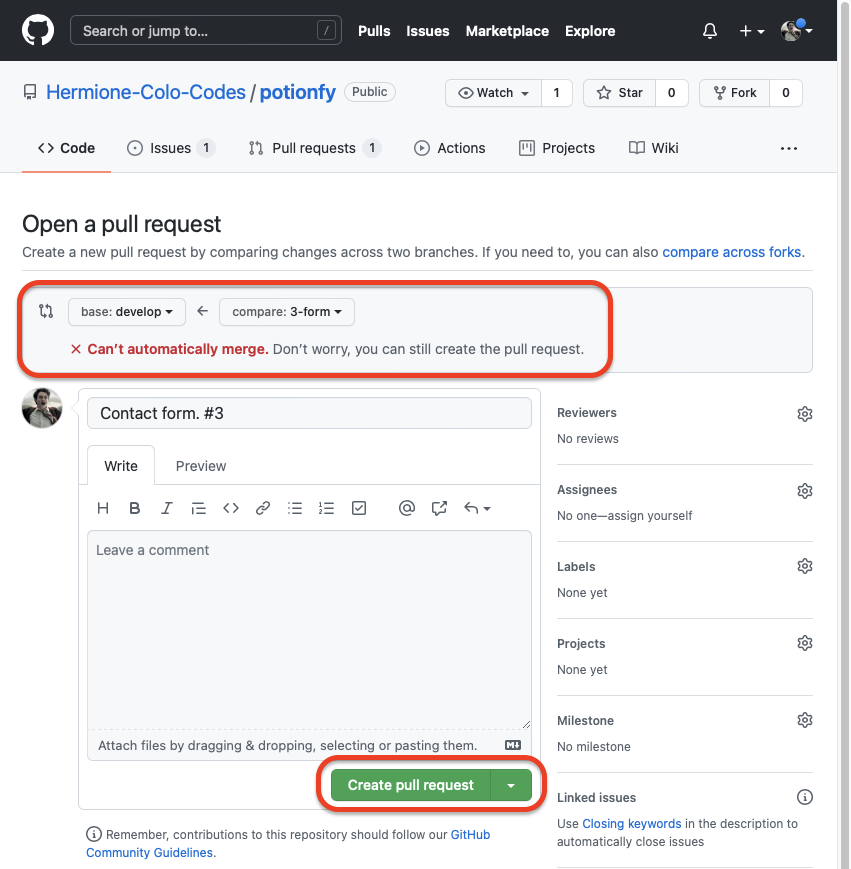 Search or jump to... /
Pulls Issues Marketplace Explore
Hermione-Colo-Codes / potionfy Public
Watch 1 Star 0 Fork 0
Code Issues 1 Pull requests 1 Actions Projects Wiki ...
Open a pull request
Create a new pull request by comparing changes across two branches. If you need to, you can also compare across forks.
base: develop ← compare: 3-form
Can't automatically merge. Don't worry, you can still create the pull request.
Contact form. #3
Write Preview
H B I
Leave a comment
Attach files by dragging & dropping, selecting or pasting them.
Create pull request
Remember, contributions to this repository should follow our GitHub
Community Guidelines.
Reviewers
No reviews
Assignees
No one—assign yourself
Labels
None yet
Projects
None yet
Milestone
No milestone
Linked issues
Use Closing keywords in the description to
automatically close issues